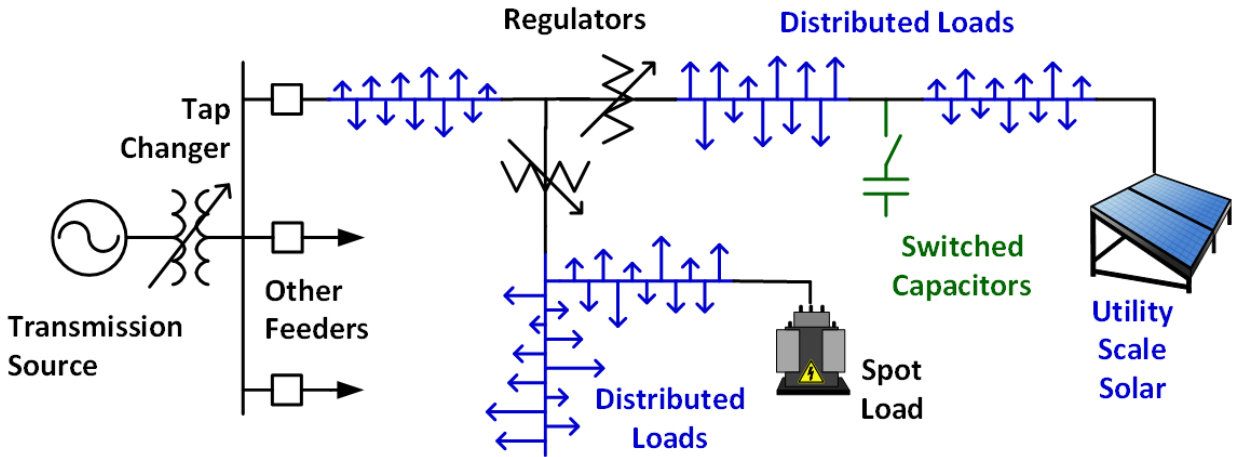 Regulators
Distributed Loads
Tap
Changer
Transmission
Source
Other
Feeders
Switched
Capacitors
Utility
Scale
Solar
Spot
Load
Distributed
Loads